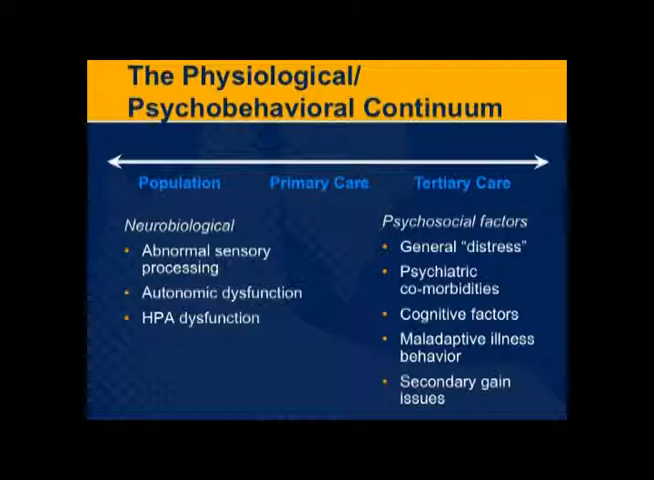 The Physiological/
Psychobehavioral Continuum
Population Primary Care Tertiary Care
Neurobiological
• Abnormal sensory
processing
• Autonomic dysfunction
• HPA dysfunction
Psychosocial factors
• General “distress”
• Psychiatric
co-morbidities
• Cognitive factors
• Maladaptive illness
behavior
• Secondary gain
issues